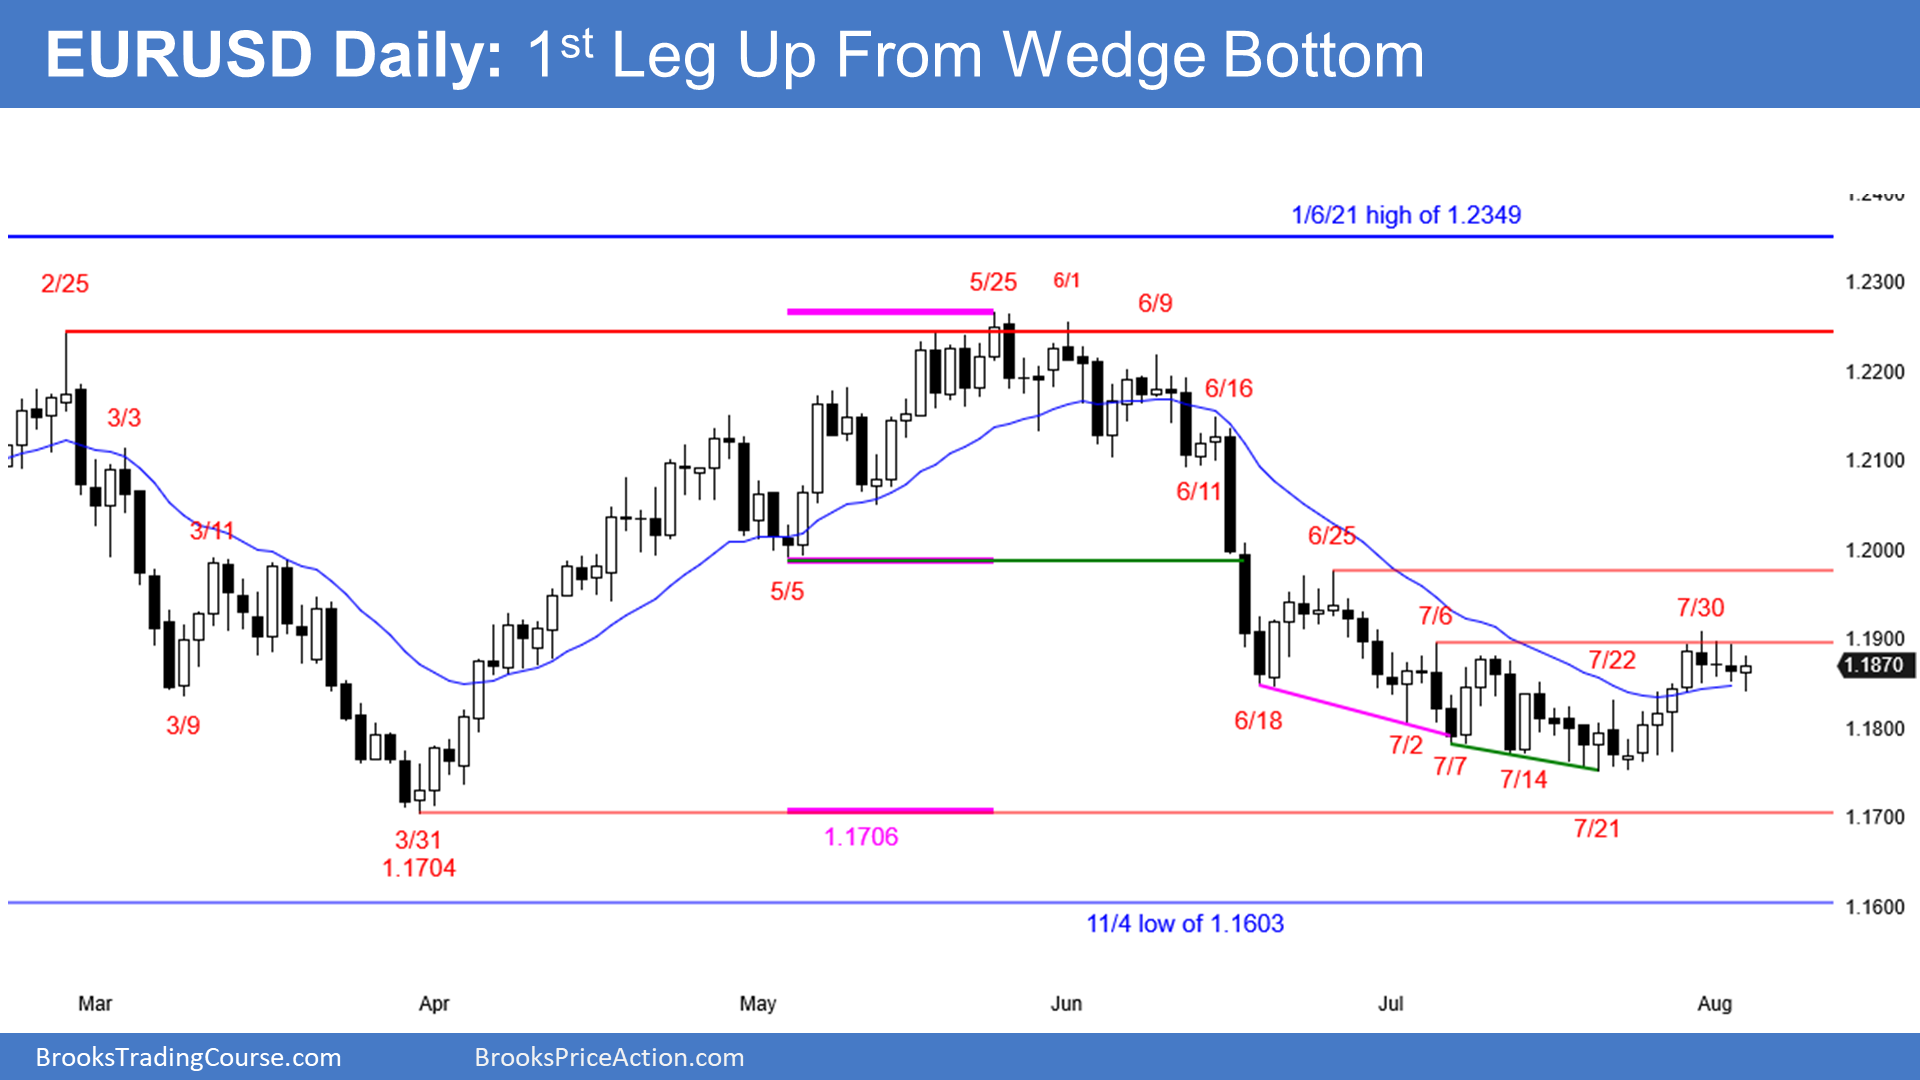 EURUSD Daily: 1st Leg Up From Wedge Bottom
1/6/21 high of 1.2349
1.2400
2/25
5/25
6/1
6/9
1.2300
1.2200
3/3
6/16
1.2100
3/11
6/11
6/25
1.2000
5/5
7/6
7/30
1.1900
7/22
1.1870
3/9
6/18
7/2
7/7
7/14
1.1800
3/31
1.1704
1.1706
7/21
1.1700
11/4 low of 1.1603
1.1600
Mar
Apr
May
Jun
Jul
Aug
BrooksTradingCourse.com
BrooksPriceAction.com